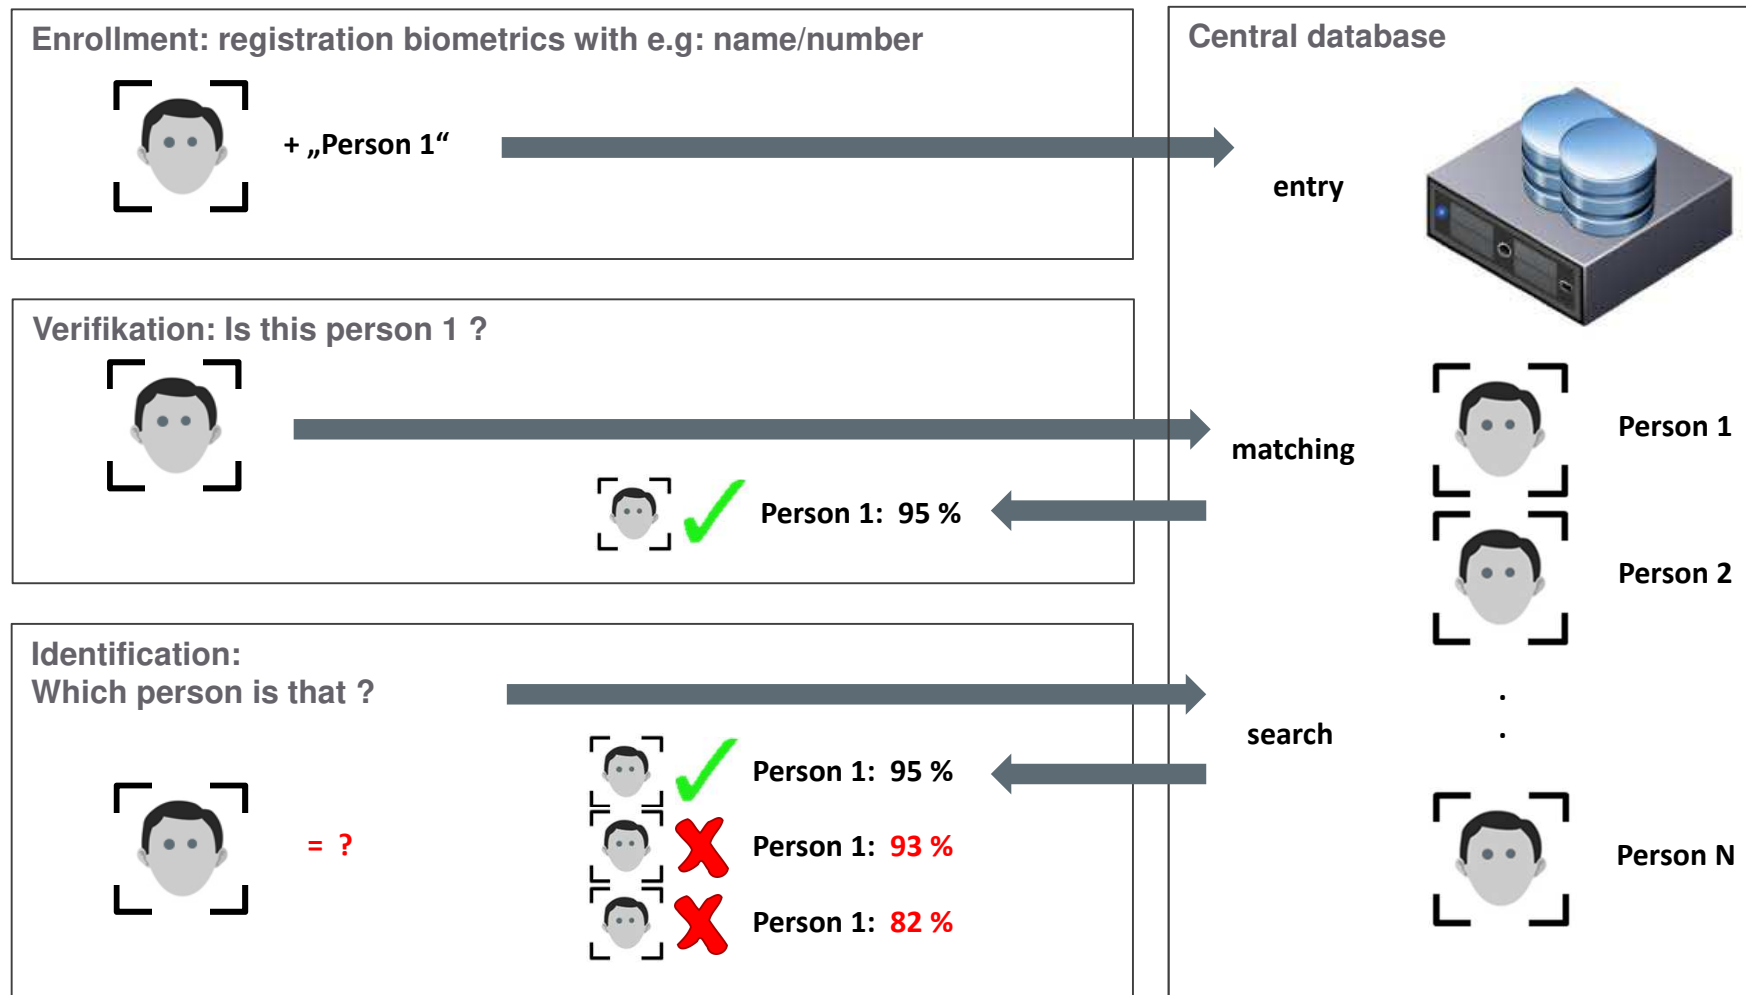 Enrollment: registration biometrics with e.g: name/number
+ „Person 1“
Central database
entry
Verifikation: Is this person 1 ?
matching
Person 1: 95 %
Person 1
Person 2
.
.
Person N
Identification:
Which person is that ?
search
= ?
Person 1: 95 %
Person 1: 93 %
Person 1: 82 %